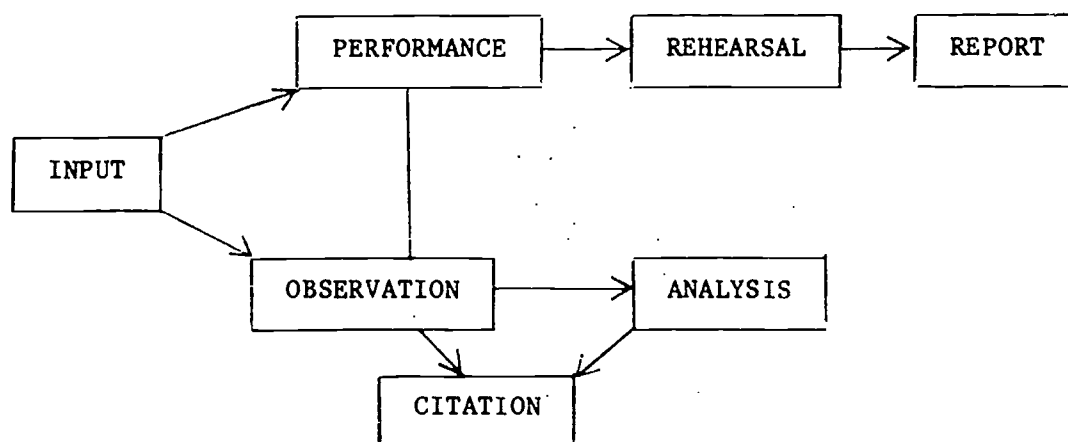 PERFORMANCE REHEARSAL REPORT
INPUT
OBSERVATION ANALYSIS
CITATION